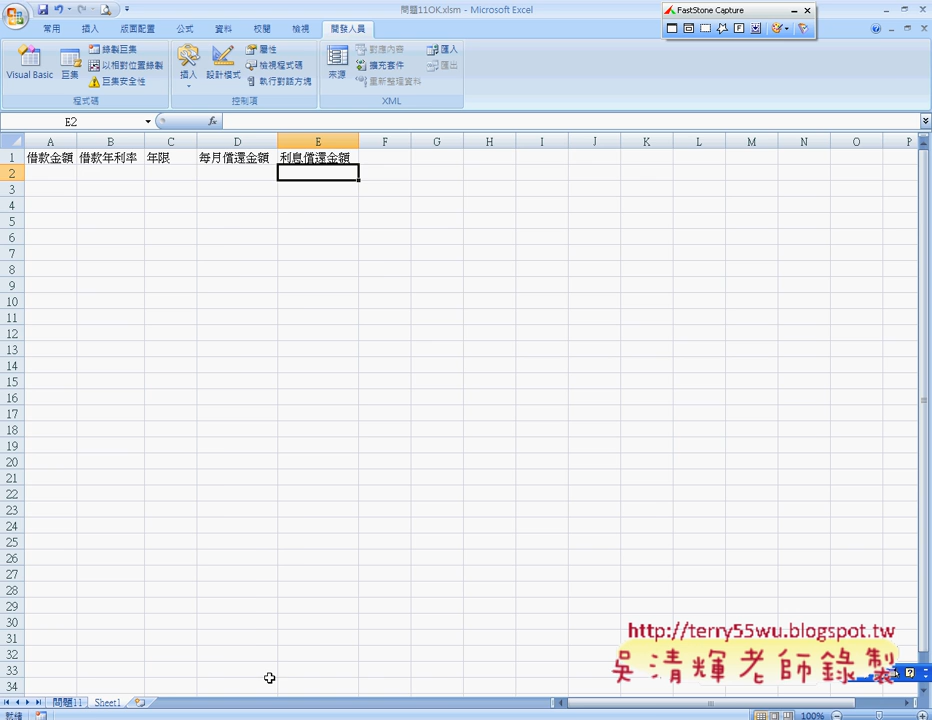 問題11OK.xlsm - Microsoft Excel
FastStone Capture
常用 插入 版面配置 公式 資料 校閱 檢視 開發人員
Visual Basic 巨集 錄製巨集 以相對位置錄製 巨集安全性
插入 設計模式 屬性 檢視程式碼 執行對話方塊
來源 對應內容 擴充套件 重新整理資料 匯入 匯出
程式碼 控制項 XML
E2 fx
A B C D E F G H I J K L M N O P
1 借款金額 借款年利率 年限 每月償還金額 利息償還金額
2
3
4
5
6
7
8
9
10
11
12
13
14
15
16
17
18
19
20
21
22
23
24
25
26
27
28
29
30
31
32
33
34
http://terry55wu.blogspot.tw
吳清輝老師錄製
問題11 Sheet1
就緒 100%